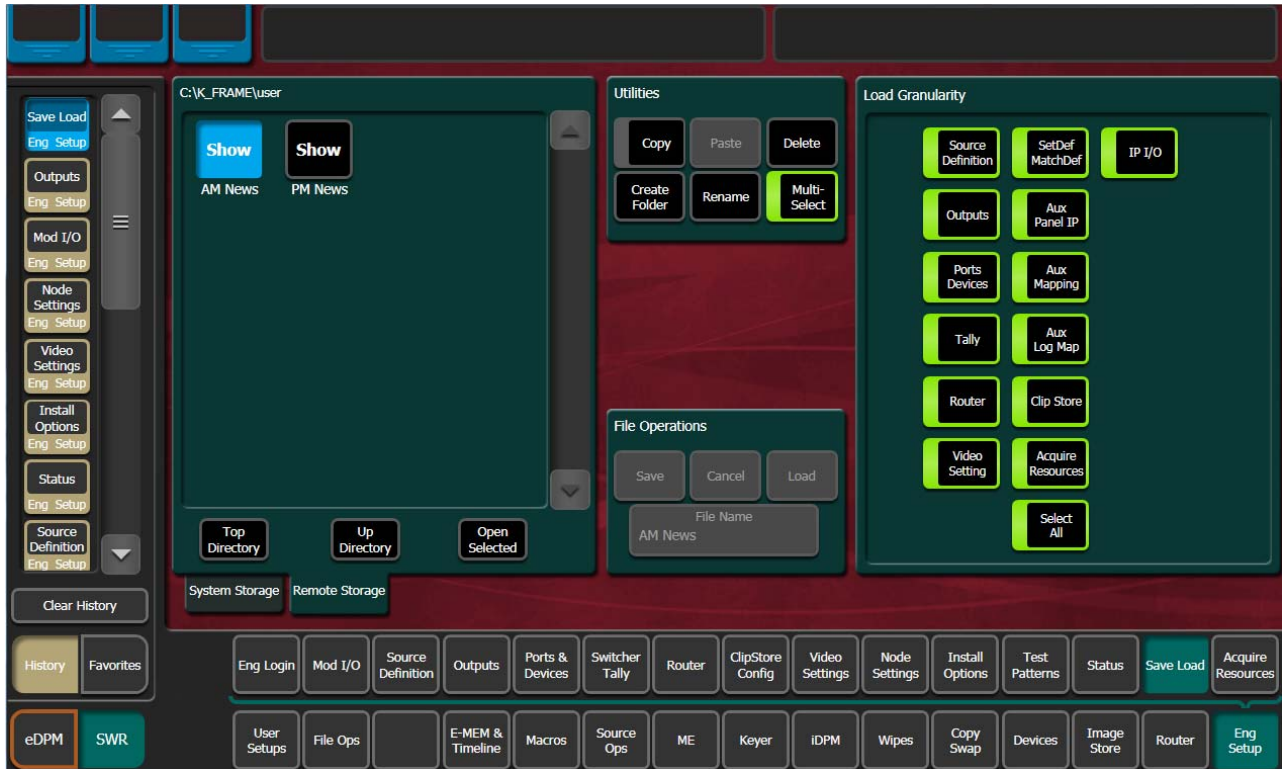 C:\K_FRAME\user
Utilities
Load Granularity
Save Load
Eng Setup
Outputs
Eng Setup
Mod I/O
Eng Setup
Node
Settings
Eng Setup
Video
Settings
Eng Setup
Install
Options
Eng Setup
Status
Eng Setup
Source
Definition
Eng Setup
Clear History
History
Favorites
eDPM
SWR
Show
AM News
Show
PM News
Top
Directory
Up
Directory
Open
Selected
System Storage
Remote Storage
Copy
Paste
Delete
Create
Folder
Rename
Multi-
Select
File Operations
Save
Cancel
Load
File Name
AM News
Source
Definition
SetDef
MatchDef
IP I/O
Outputs
Aux
Panel IP
Ports
Devices
Aux
Mapping
Tally
Aux
Log Map
Router
Clip Store
Video
Setting
Acquire
Resources
Select
All
Eng Login
Mod I/O
Source
Definition
Outputs
Ports &
Devices
Switcher
Tally
Router
ClipStore
Config
Video
Settings
Node
Settings
Install
Options
Test
Patterns
Status
Save Load
Acquire
Resources
User
Setups
File Ops
E-MEM &
Timeline
Macros
Source
Ops
ME
Keyer
iDPM
Wipes
Copy
Swap
Devices
Image
Store
Router
Eng
Setup